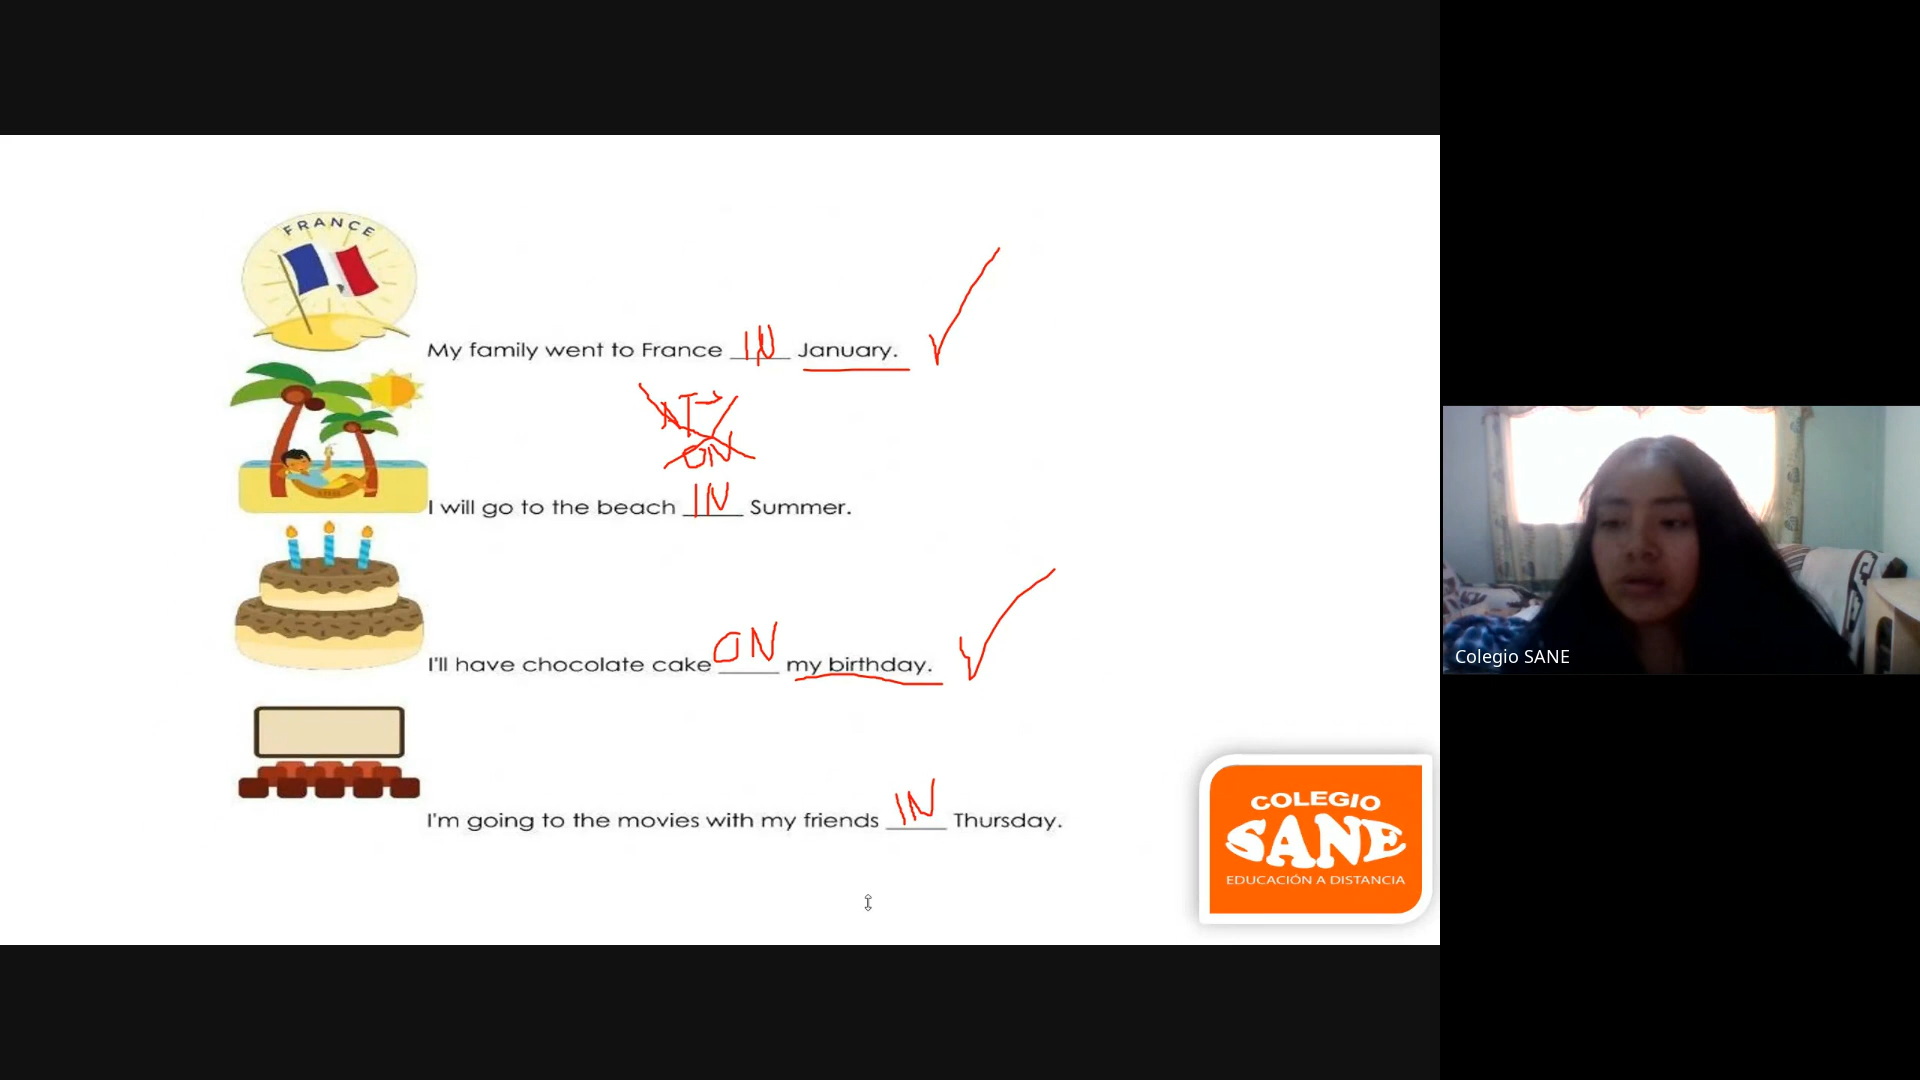 FRANCE
My family went to France IN January.
AT→
ON
I will go to the beach IN Summer.
I'll have chocolate cake ON my birthday.
I'm going to the movies with my friends IN Thursday.
COLEGIO
SANE
EDUCACIÓN A DISTANCIA
Colegio SANE